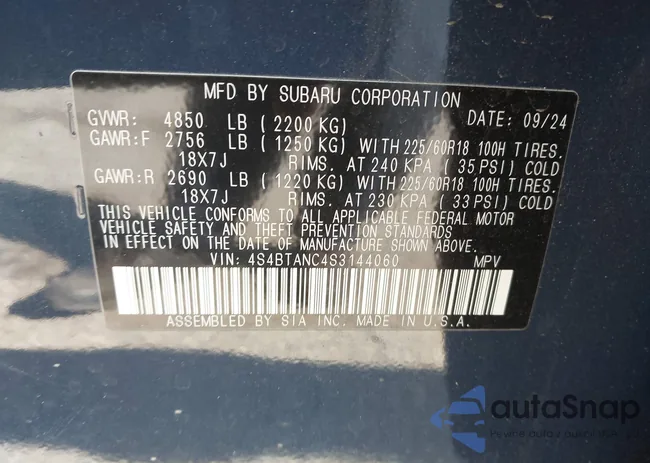 MFD BY SUBARU CORPORATION DATE: 09/24
GVWR: 4850 LB (2200 KG)
GAWR:F 2756 LB (1250 KG) WITH 225/60R18 100H TIRES.
18X7J RIMS. AT 240 KPA (35 PSI) COLD
GAWR:R 2690 LB (1220 KG) WITH 225/60R18 100H TIRES.
18X7J RIMS. AT 230 KPA (33 PSI) COLD
THIS VEHICLE CONFORMS TO ALL APPLICABLE FEDERAL MOTOR
VEHICLE SAFETY AND THEFT PREVENTION STANDARDS
IN EFFECT ON THE DATE OF MANUFACTURE SHOWN ABOVE.
VIN: 4S4BTANC4S3144060 MPV
ASSEMBLED BY SIA INC. MADE IN U.S.A.
autaSnap
Pewne auta z